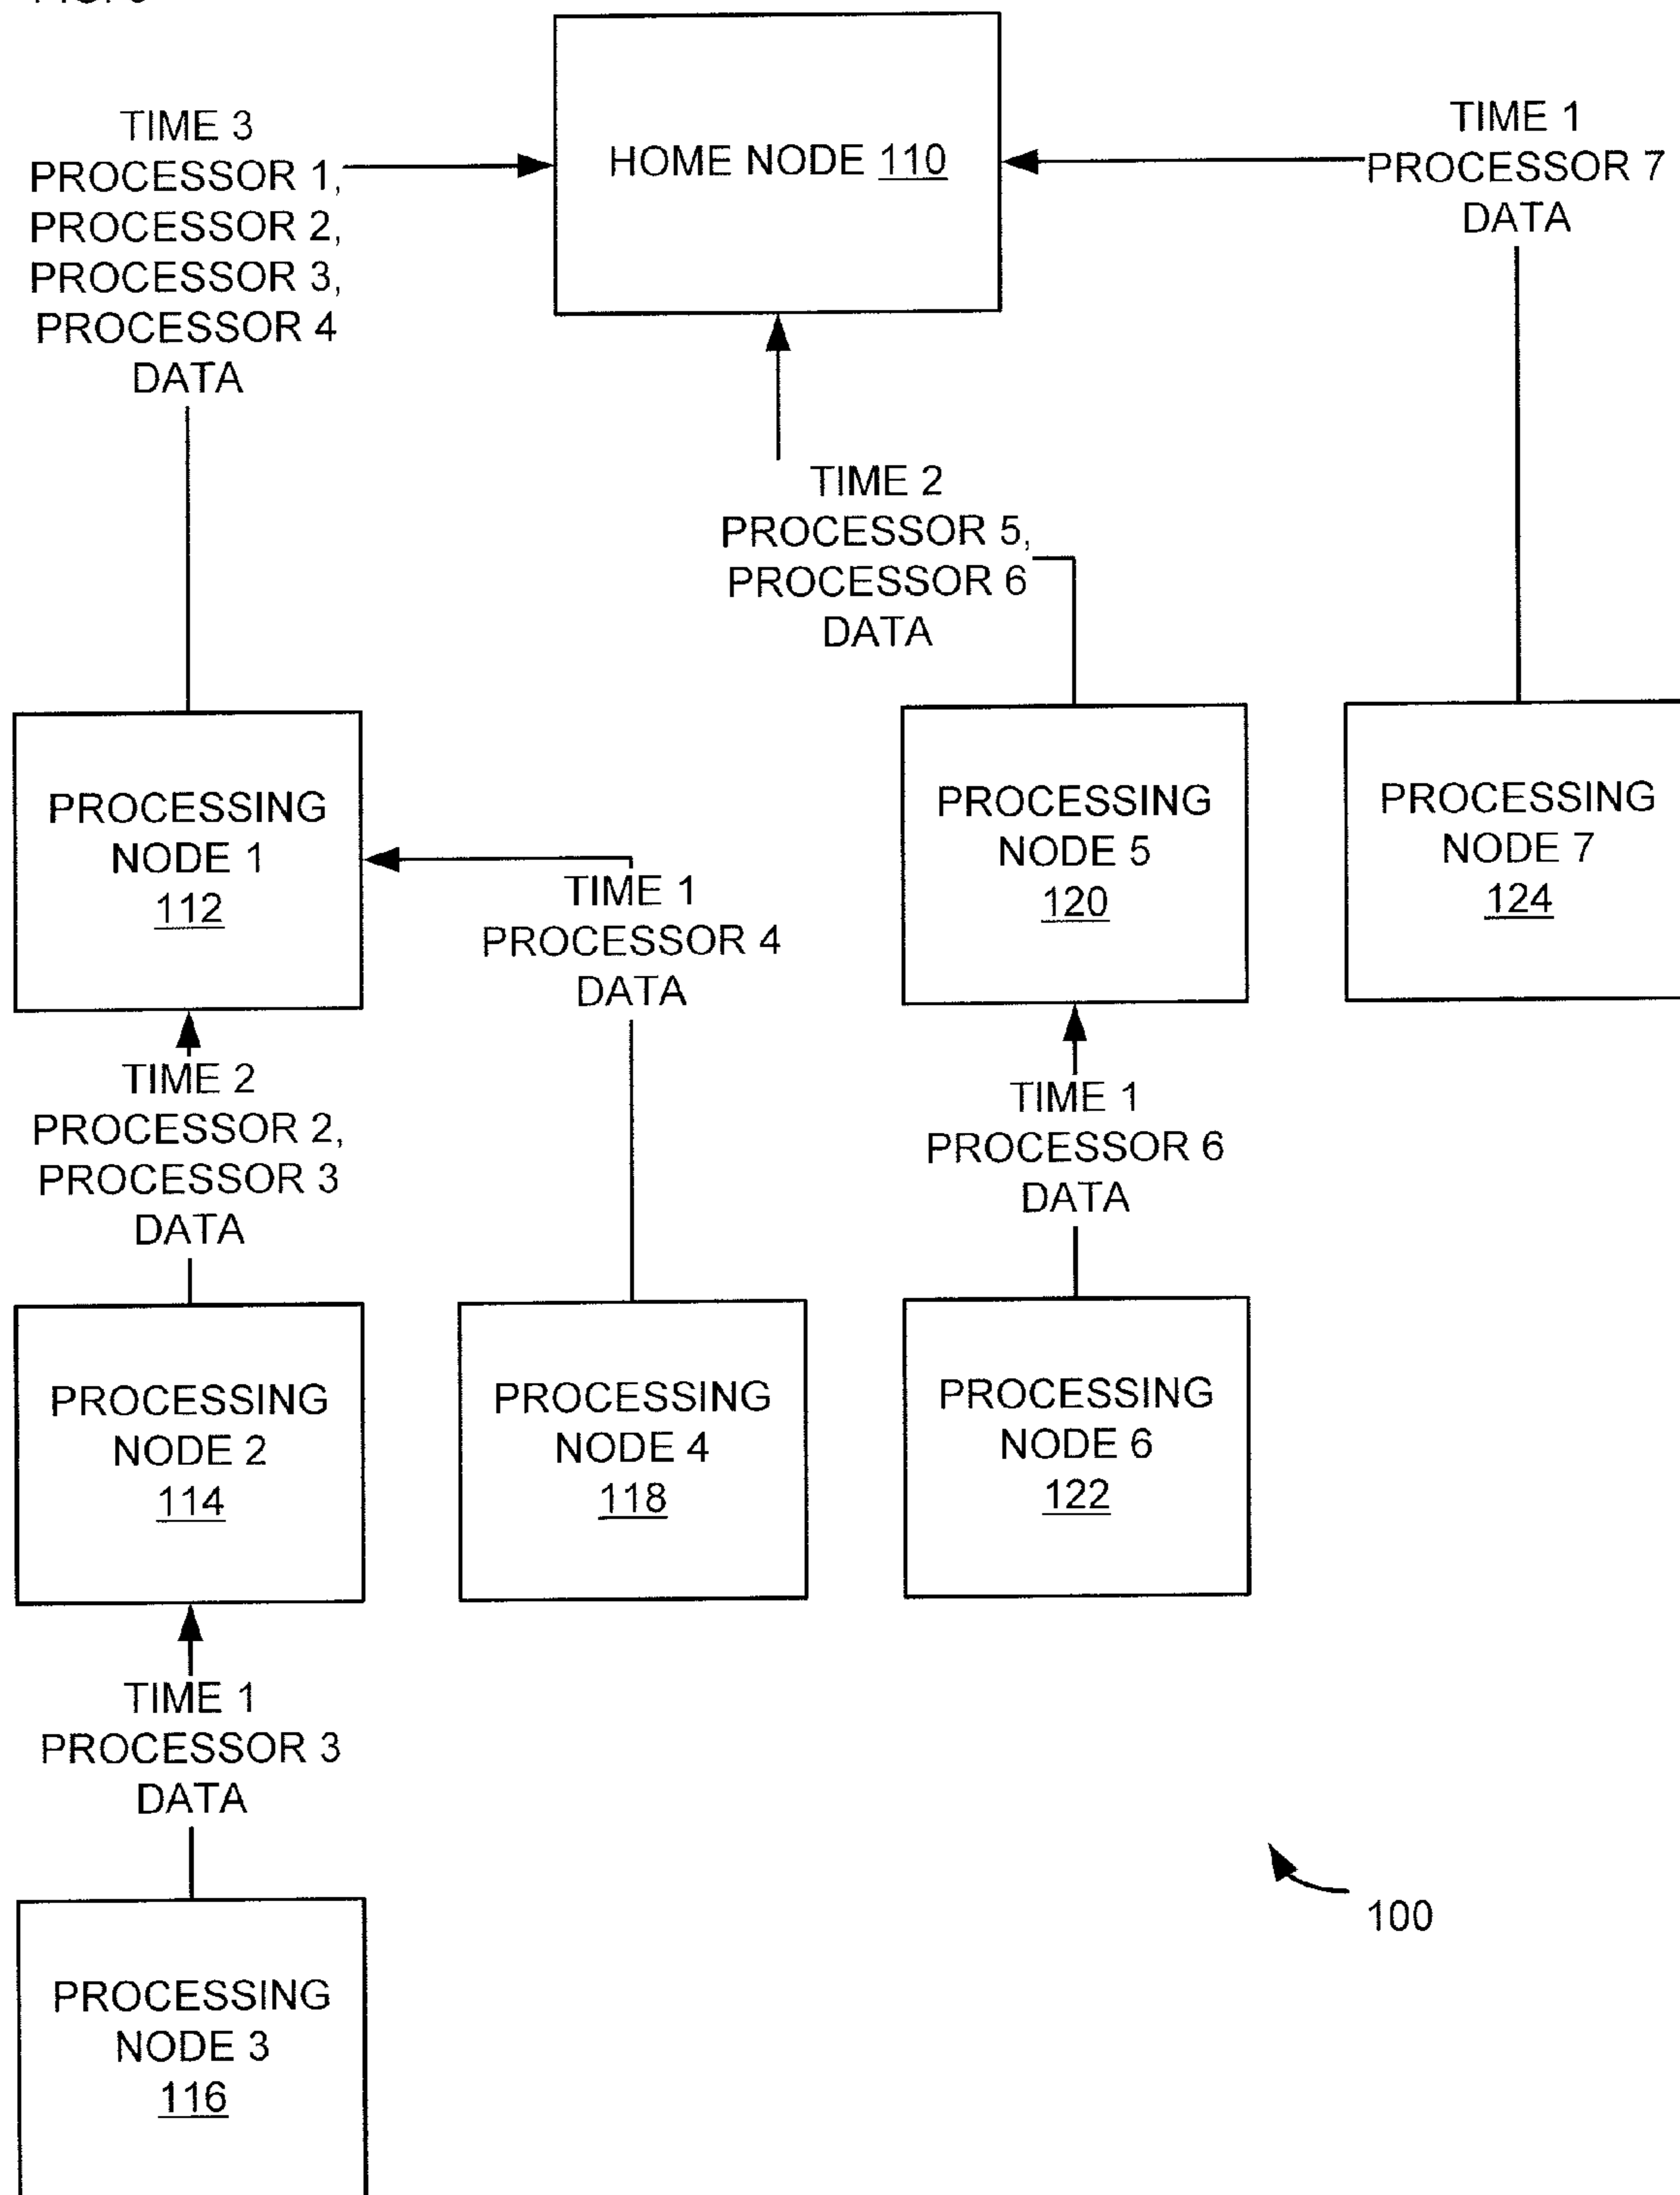 TIME 3
PROCESSOR 1,
PROCESSOR 2,
PROCESSOR 3,
PROCESSOR 4
DATA
HOME NODE 110
TIME 1
PROCESSOR 7
DATA
TIME 2
PROCESSOR 5,
PROCESSOR 6
DATA
PROCESSING
NODE 1
112
TIME 1
PROCESSOR 4
DATA
PROCESSING
NODE 5
120
PROCESSING
NODE 7
124
TIME 2
PROCESSOR 2,
PROCESSOR 3
DATA
TIME 1
PROCESSOR 6
DATA
PROCESSING
NODE 2
114
PROCESSING
NODE 4
118
PROCESSING
NODE 6
122
TIME 1
PROCESSOR 3
DATA
100
PROCESSING
NODE 3
116